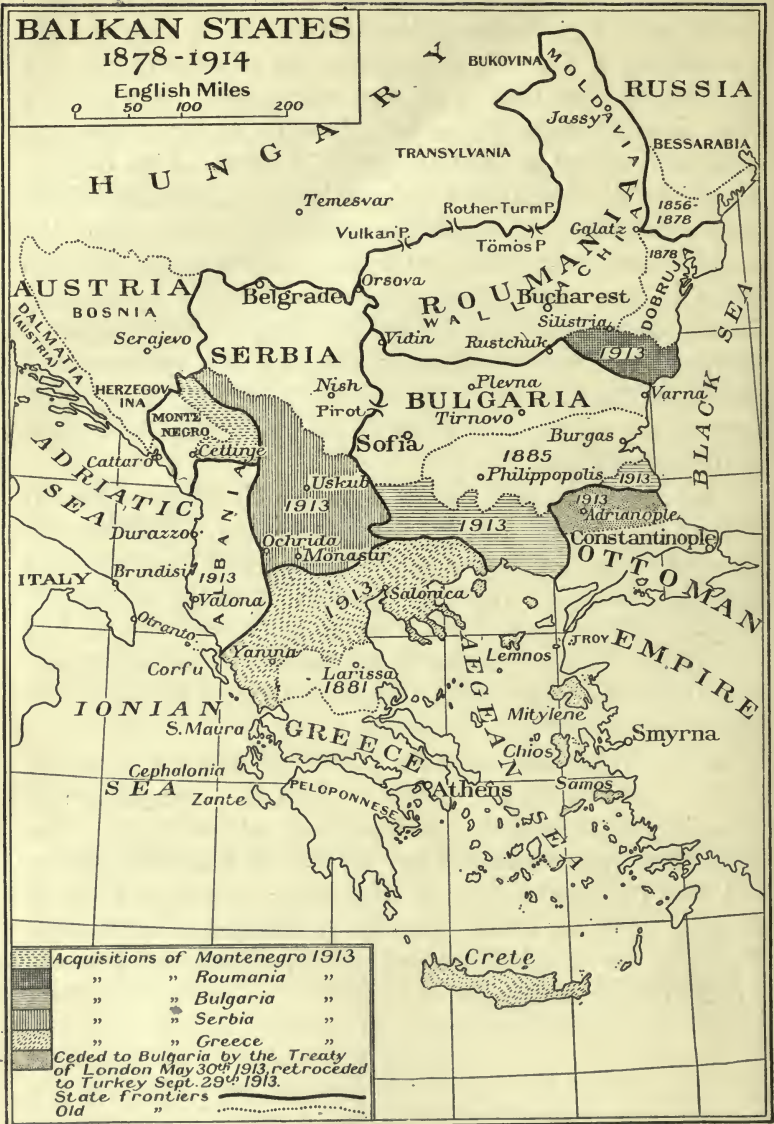 BALKAN STATES
1878-1914
English Miles
0 50 100 200
BUKOVINA
MOLDAVIA
RUSSIA
Jassy
BESSARABIA
HUNGARY
TRANSYLVANIA
Temesvar
Rother Turm P.
1856-
1878
Vulkan P.
Tömos P.
Galatz
1878
AUSTRIA
BOSNIA
Belgrade
Orsova
ROUMANIA
WALLACHIA
Bucharest
DOBRUJA
BLACK SEA
DALMATIA
(AUSTRIA)
Serajevo
Silistria
SERBIA
Vidin
Rustchuk
1913
HERZEGOV
INA
Nish
Plevna
BULGARIA
Varna
MONTE
NEGRO
Pirot
Tirnovo
Sofia
Burgas
ADRIATIC
SEA
Cattaro
Cettinje
1885
Philippopolis
1913
Uskub
1913
1913
Adrianople
Durazzo
ALBANIA
1913
Constantinople
Ochrida
Monastir
OTTOMAN
EMPIRE
ITALY
Brindisi
1913
Valona
1913
Salonica
Otranto
Yanina
Lemnos
TROY
Corfu
Larissa
1881
AEGEAN
SEA
IONIAN
SEA
Mitylene
S. Maura
GREECE
Chios
Smyrna
Cephalonia
Zante
PELOPONNESE
Athens
Samos
Crete
Acquisitions of Montenegro 1913
" " Roumania "
" " Bulgaria "
" " Serbia "
" " Greece "
Ceded to Bulgaria by the Treaty
of London May 30th 1913, retroceded
to Turkey Sept. 29th 1913.
State frontiers
Old "